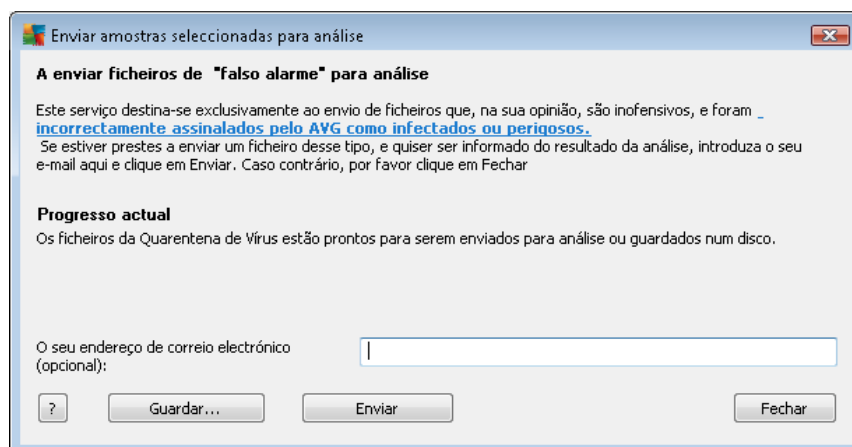 Enviar amostras seleccionadas para análise
A enviar ficheiros de "falso alarme" para análise
Este serviço destina-se exclusivamente ao envio de ficheiros que, na sua opinião, são inofensivos, e foram
incorrectamente assinalados pelo AVG como infectados ou perigosos.
Se estiver prestes a enviar um ficheiro desse tipo, e quiser ser informado do resultado da análise, introduza o seu
e-mail aqui e clique em Enviar. Caso contrário, por favor clique em Fechar
Progresso actual
Os ficheiros da Quarentena de Vírus estão prontos para serem enviados para análise ou guardados num disco.
O seu endereço de correio electrónico
(opcional):
? Guardar... Enviar Fechar